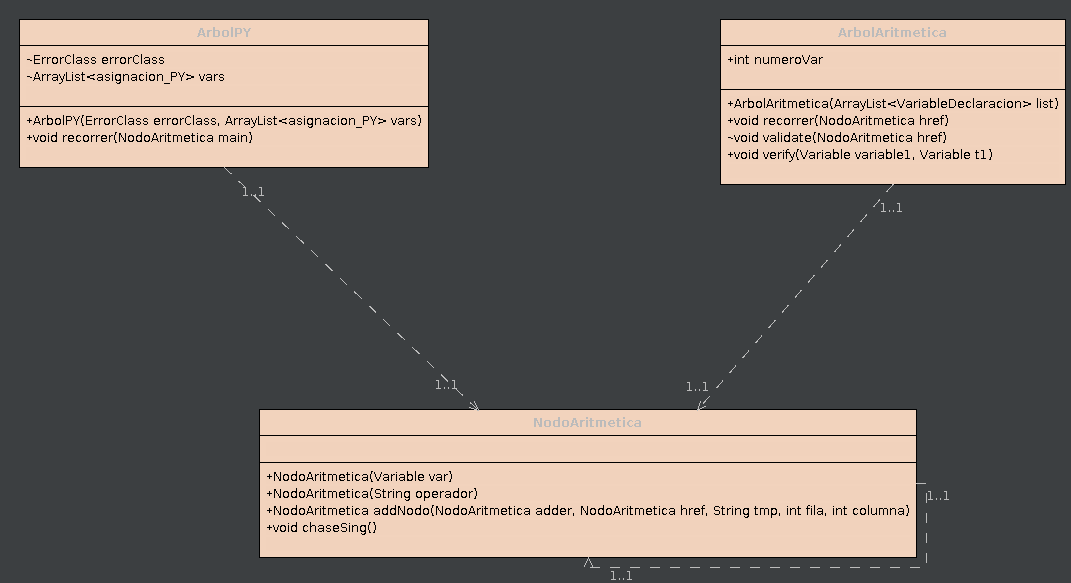 ArbolPY
~ErrorClass errorClass
~ArrayList<asignacion_PY> vars
+ArbolPY(ErrorClass errorClass, ArrayList<asignacion_PY> vars)
+void recorrer(NodoAritmetica main)
ArbolAritmetica
+int numeroVar
+ArbolAritmetica(ArrayList<VariableDeclaracion> list)
+void recorrer(NodoAritmetica href)
~void validate(NodoAritmetica href)
+void verify(Variable variable1, Variable t1)
1..1
1..1
1..1
1..1
NodoAritmetica
+NodoAritmetica(Variable var)
+NodoAritmetica(String operador)
+NodoAritmetica addNodo(NodoAritmetica adder, NodoAritmetica href, String tmp, int fila, int columna)
+void chaseSing()
1..1
1..1